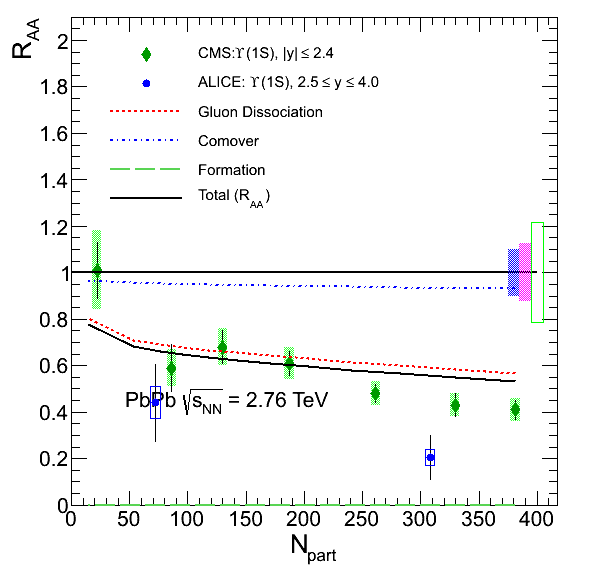 R_AA
CMS:ϒ(1S), |y| ≤ 2.4
ALICE: ϒ(1S), 2.5 ≤ y ≤ 4.0
Gluon Dissociation
Comover
Formation
Total (R_AA)
2
1.8
1.6
1.4
1.2
1
0.8
0.6
0.4
0.2
0
PbPb √s_NN = 2.76 TeV
0 50 100 150 200 250 300 350 400
N_part